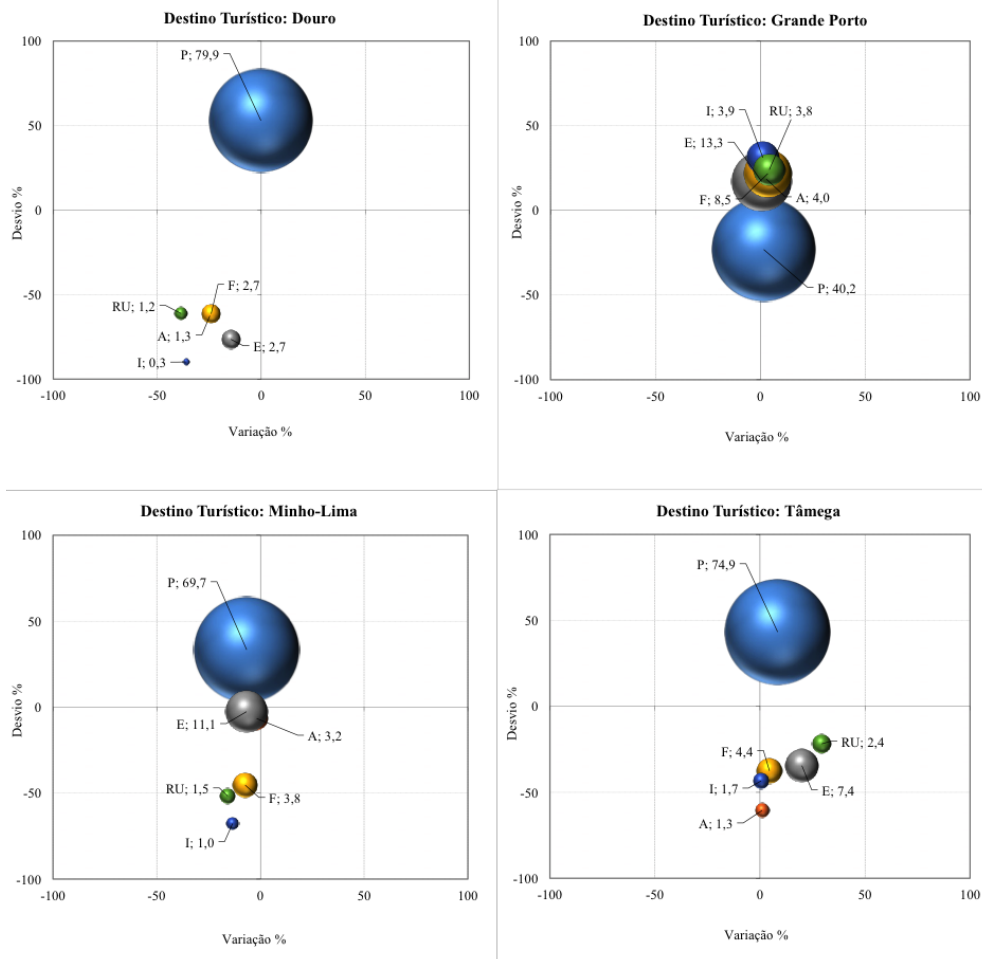 Destino Turístico: Douro
100
P; 79,9
50
0
Desvio %
-50
F; 2,7
RU; 1,2
A; 1,3
E; 2,7
I; 0,3
-100
-100
-50
0
50
100
Variação %
Destino Turístico: Grande Porto
100
I; 3,9
RU; 3,8
50
E; 13,3
F; 8,5
A; 4,0
0
Desvio %
P; 40,2
-50
-100
-100
-50
0
50
100
Variação %
Destino Turístico: Minho-Lima
100
P; 69,7
50
0
Desvio %
E; 11,1
A; 3,2
RU; 1,5
F; 3,8
-50
I; 1,0
-100
-100
-50
0
50
100
Variação %
Destino Turístico: Tâmega
100
P; 74,9
50
0
Desvio %
RU; 2,4
F; 4,4
I; 1,7
E; 7,4
-50
A; 1,3
-100
-100
-50
0
50
100
Variação %